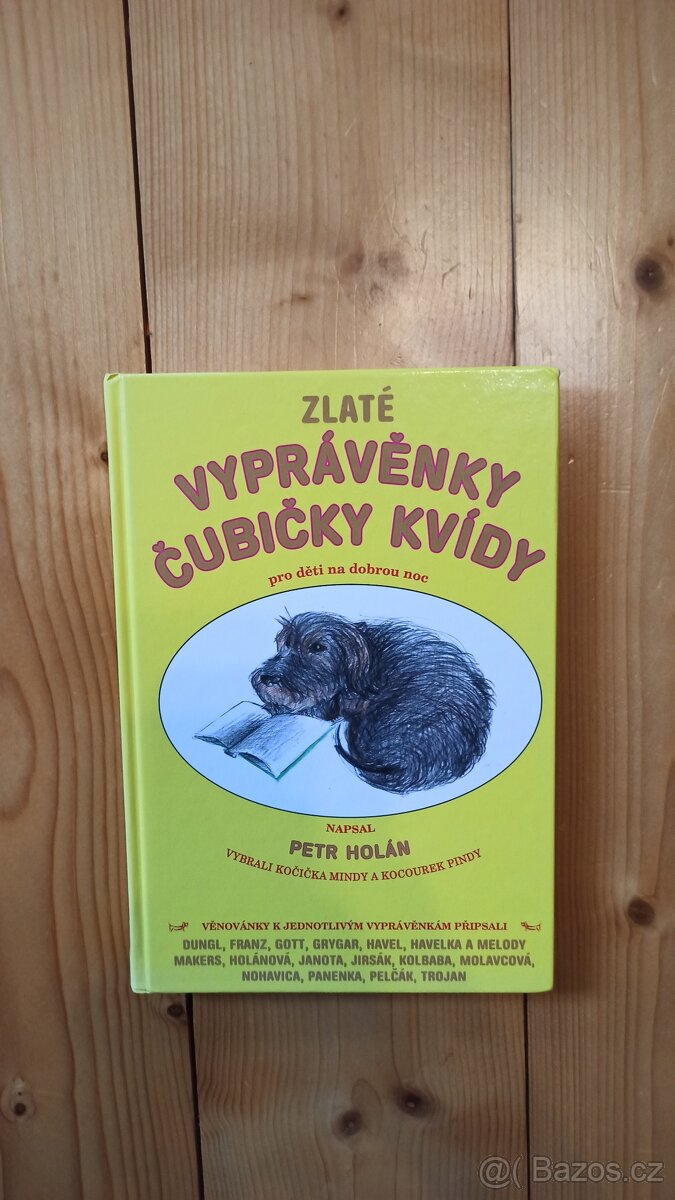 ZLATÉ
VYPRÁVĚNKY
ČUBIČKY KVÍDY
pro děti na dobrou noc
NAPSAL
PETR HOLÁN
VYBRALI KOČIČKA MINDY A KOCOUREK PINDY
VĚNOVÁNKY K JEDNOTLIVÝM VYPRÁVĚNKÁM PŘIPSALI
DUNGL, FRANZ, GOTT, GRYGAR, HAVEL, HAVELKA A MELODY
MAKERS, HOLÁNOVÁ, JANOTA, JIRSÁK, KOLBABA, MOLAVCOVÁ,
NOHAVICA, PANENKA, PELČÁK, TROJAN
@( Bazos.cz